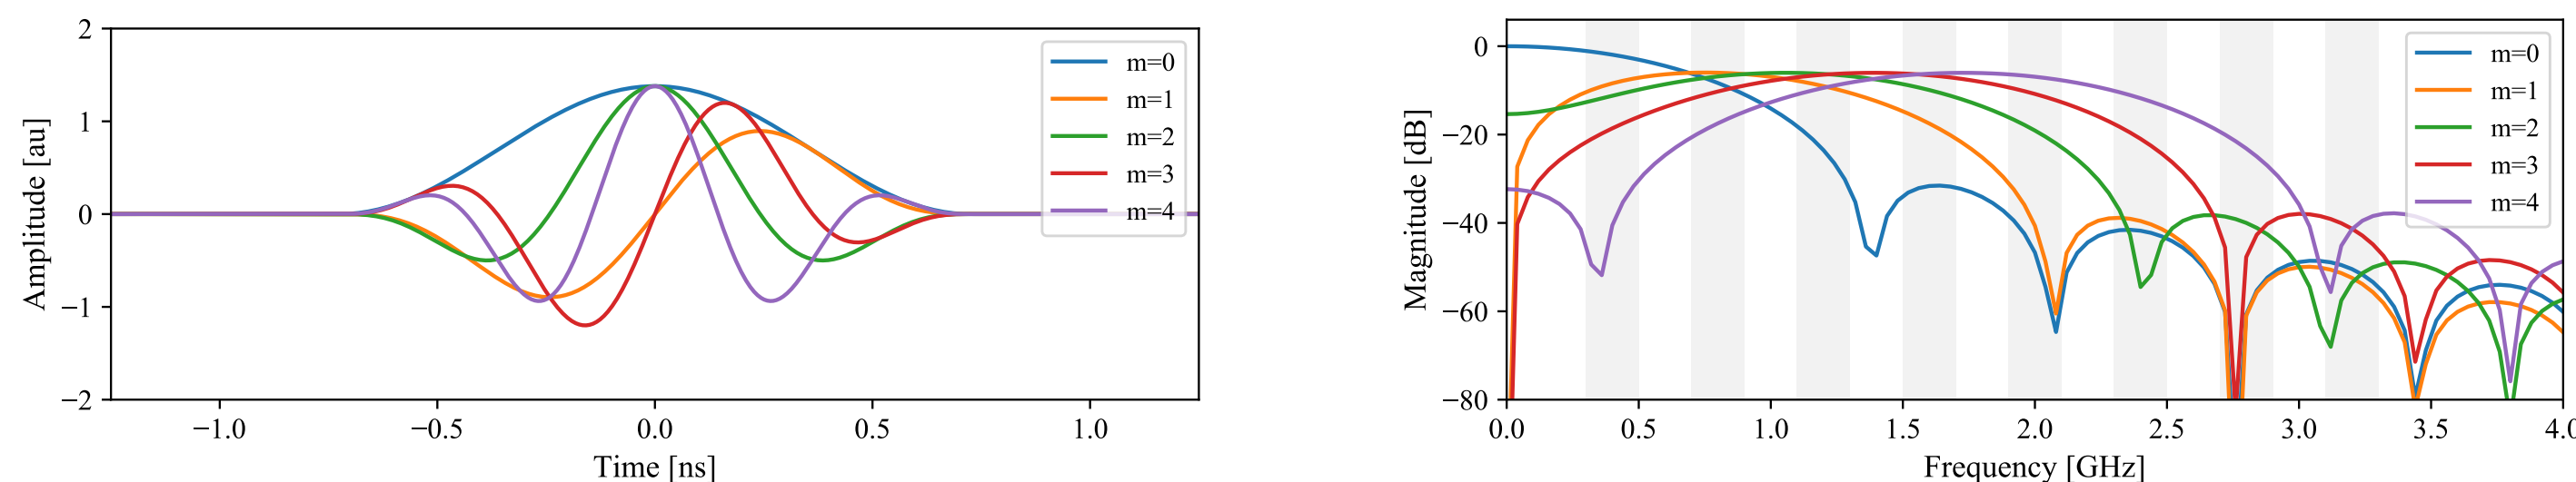 2
1
0
−1
−2
Amplitude [au]
m=0
m=1
m=2
m=3
m=4
−1.0 −0.5 0.0 0.5 1.0
Time [ns]
0
−20
−40
−60
−80
Magnitude [dB]
m=0
m=1
m=2
m=3
m=4
0.0 0.5 1.0 1.5 2.0 2.5 3.0 3.5 4.0
Frequency [GHz]